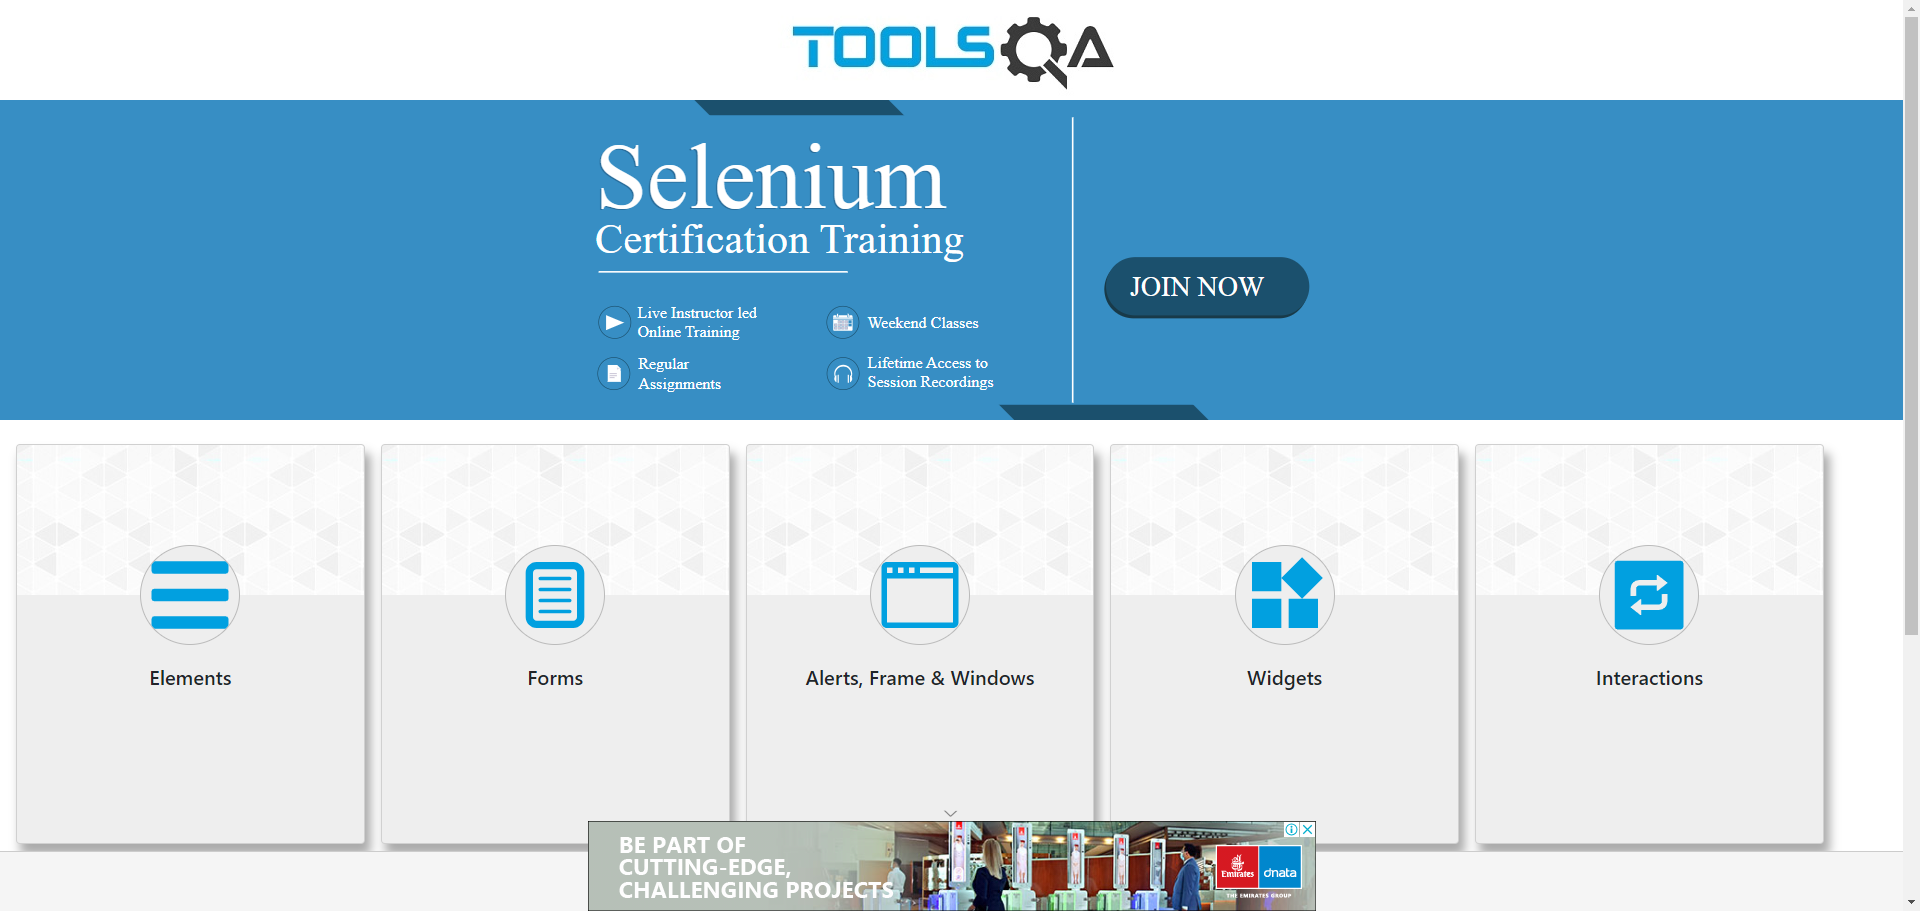 TOOLSQA
Selenium
Certification Training
JOIN NOW
Live Instructor led
Online Training
Weekend Classes
Regular
Assignments
Lifetime Access to
Session Recordings
Elements
Forms
Alerts, Frame & Windows
Widgets
Interactions
BE PART OF
CUTTING-EDGE,
CHALLENGING PROJECTS
Emirates
dnata
THE EMIRATES GROUP